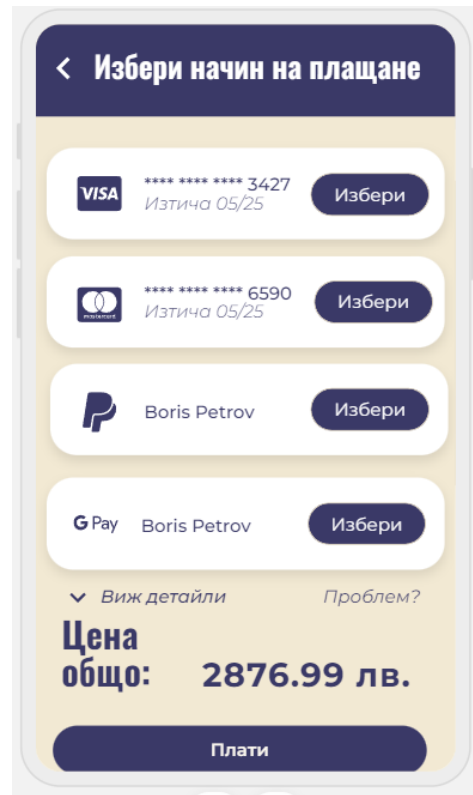 Избери начин на плащане
VISA
**** **** **** 3427
Изтича 05/25
Избери
**** **** **** 6590
Изтича 05/25
mastercard
Избери
Boris Petrov
Избери
G Pay
Boris Petrov
Избери
Виж детайли
Проблем?
Цена
общо:
2876.99 лв.
Плати